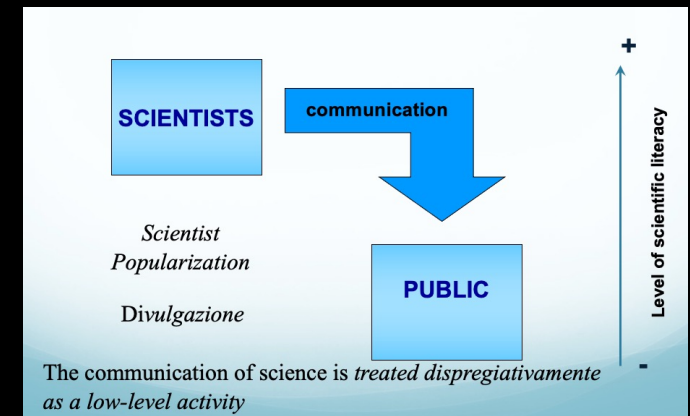 +
SCIENTISTS
communication
Level of scientific literacy
Scientist
Popularization
PUBLIC
Divulgazione
-
The communication of science is treated dispregiativamente
as a low-level activity